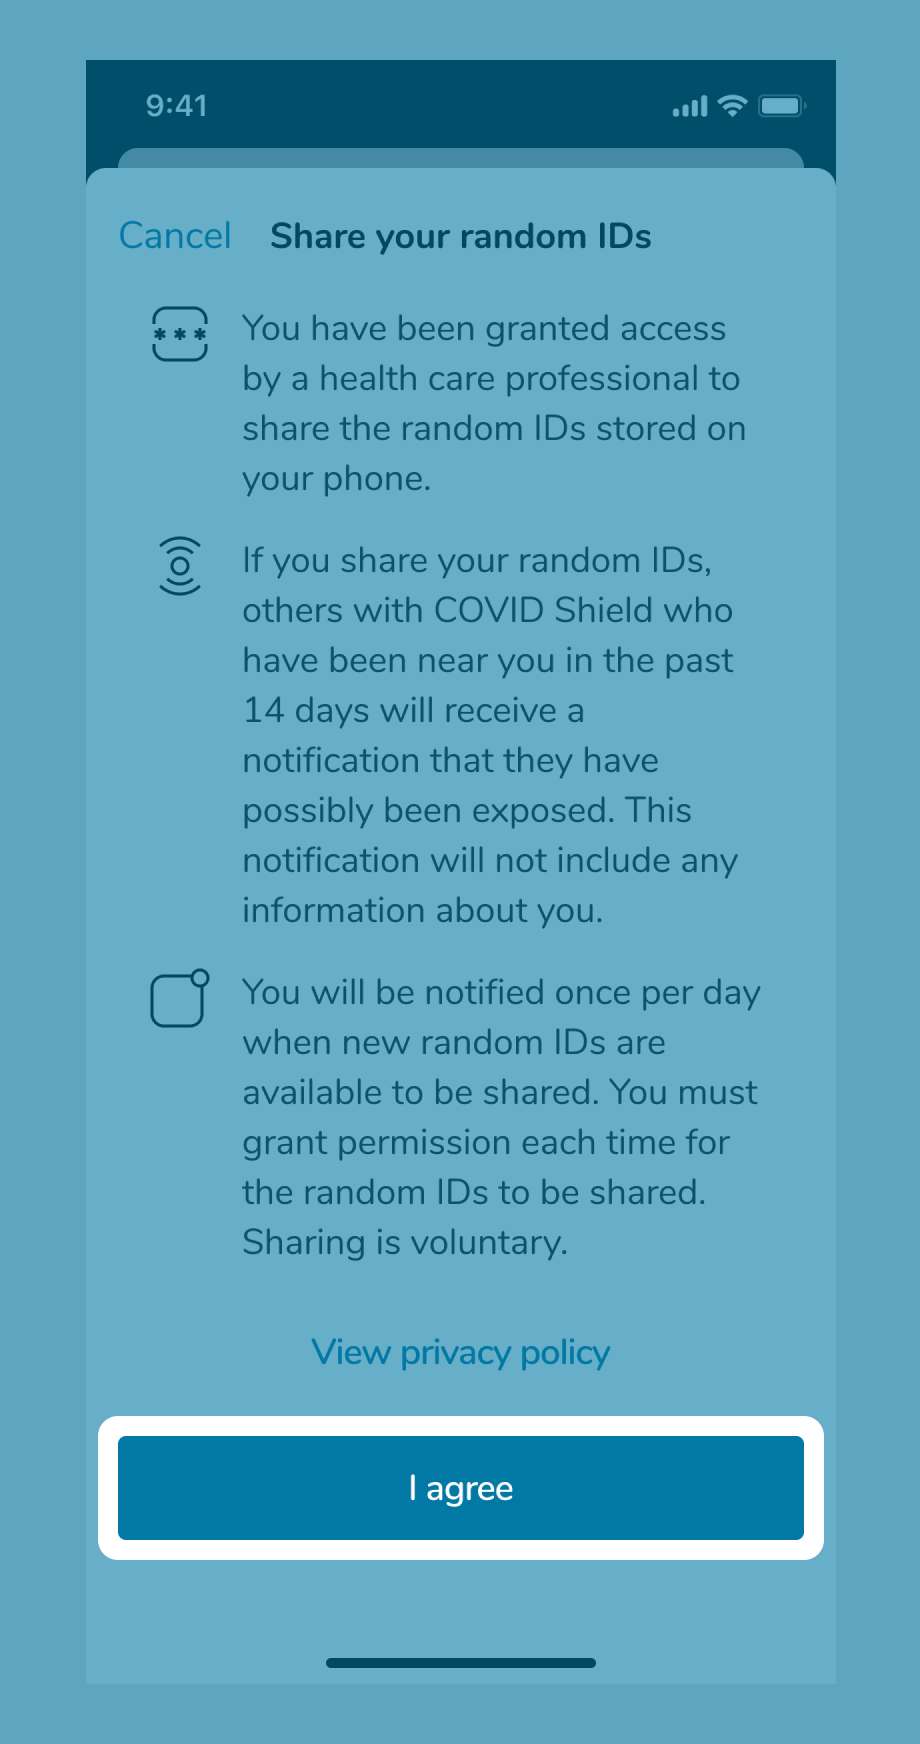 9:41
Cancel Share your random IDs
You have been granted access
by a health care professional to
share the random IDs stored on
your phone.
If you share your random IDs,
others with COVID Shield who
have been near you in the past
14 days will receive a
notification that they have
possibly been exposed. This
notification will not include any
information about you.
You will be notified once per day
when new random IDs are
available to be shared. You must
grant permission each time for
the random IDs to be shared.
Sharing is voluntary.
View privacy policy
I agree